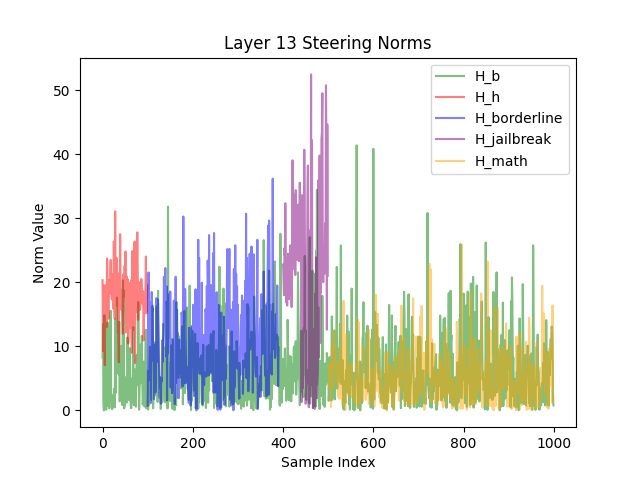 Layer 13 Steering Norms
H_b
H_h
H_borderline
H_jailbreak
H_math
Norm Value
50
40
30
20
10
0
0
200
400
600
800
1000
Sample Index